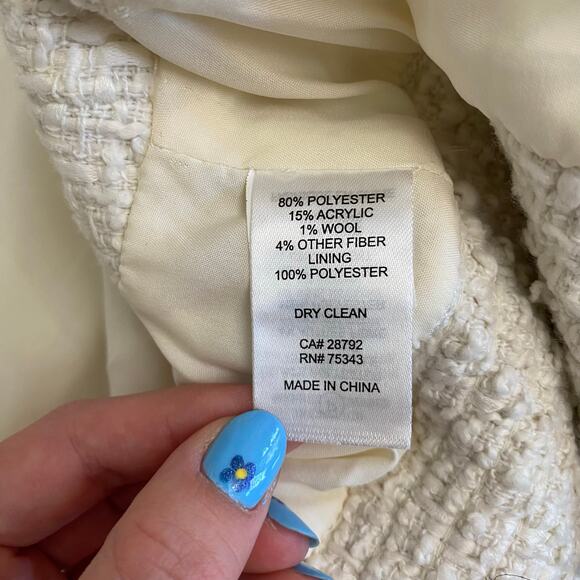 80% POLYESTER
15% ACRYLIC
1% WOOL
4% OTHER FIBER
LINING
100% POLYESTER
DRY CLEAN
CA# 28792
RN# 75343
MADE IN CHINA